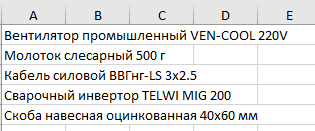 A B C D E
Вентилятор промышленный VEN-COOL 220V
Молоток слесарный 500 г
Кабель силовой ВВГнг-LS 3x2.5
Сварочный инвертор TELWI MIG 200
Скоба навесная оцинкованная 40x60 мм